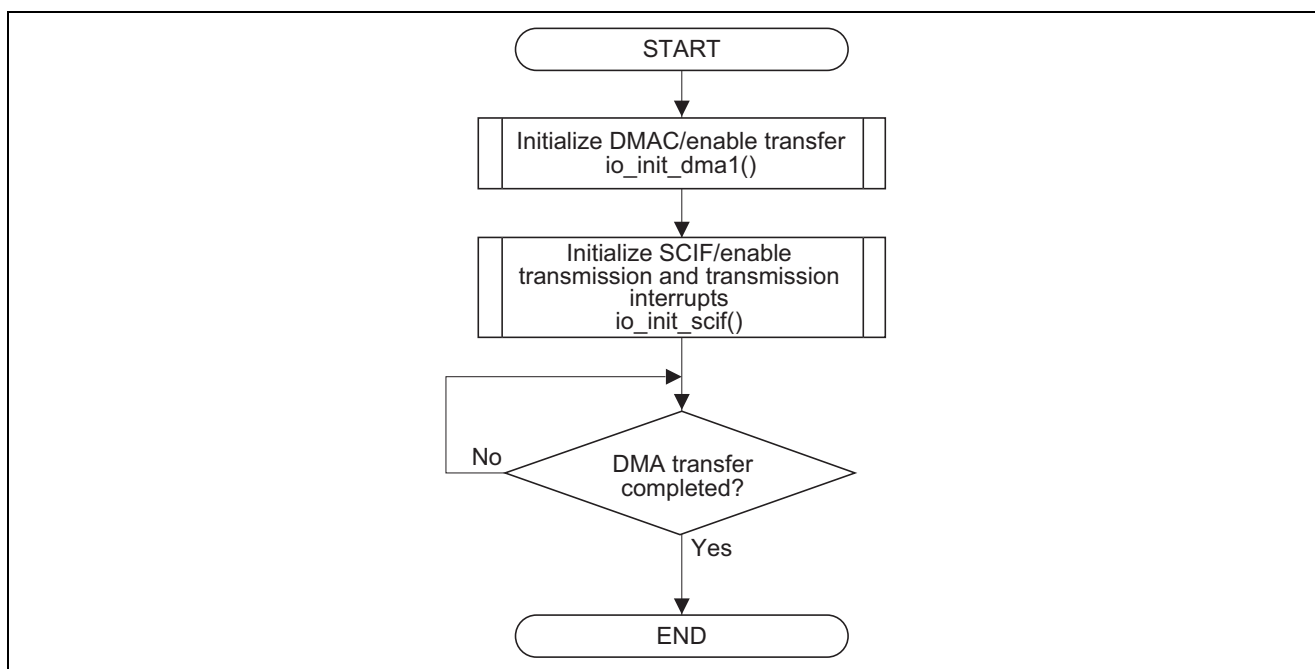 START
Initialize DMAC/enable transfer
io_init_dma1()
Initialize SCIF/enable
transmission and transmission
interrupts
io_init_scif()
No
DMA transfer
completed?
Yes
END